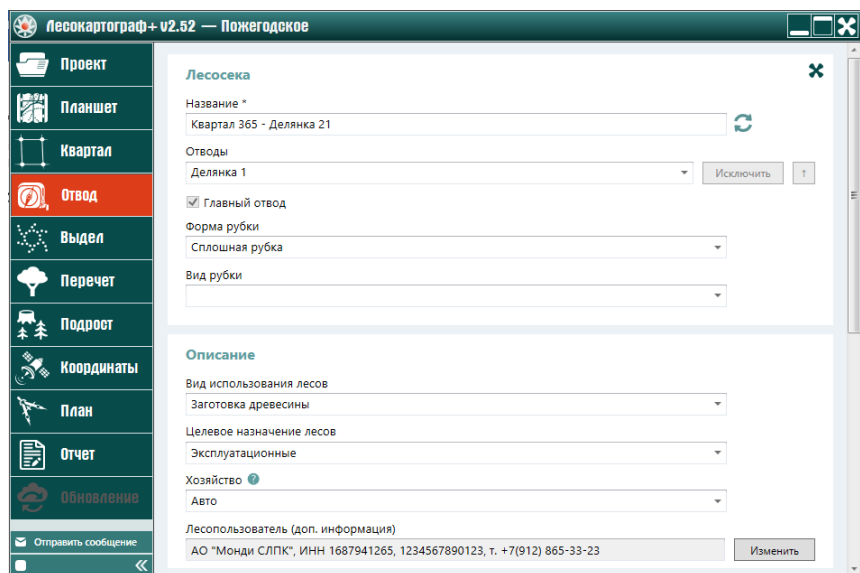 Лесокартограф+ v2.52 — Пожегодское
Проект
Планшет
Квартал
Отвод
Выдел
Перечет
Подрост
Координаты
План
Отчет
Обновление
Отправить сообщение
Лесосека
Название *
Квартал 365 - Делянка 21
Отводы
Делянка 1
Исключить
Главный отвод
Форма рубки
Сплошная рубка
Вид рубки
Описание
Вид использования лесов
Заготовка древесины
Целевое назначение лесов
Эксплуатационные
Хозяйство ?
Авто
Лесопользователь (доп. информация)
АО "Монди СЛПК", ИНН 1687941265, 1234567890123, т. +7(912) 865-33-23
Изменить